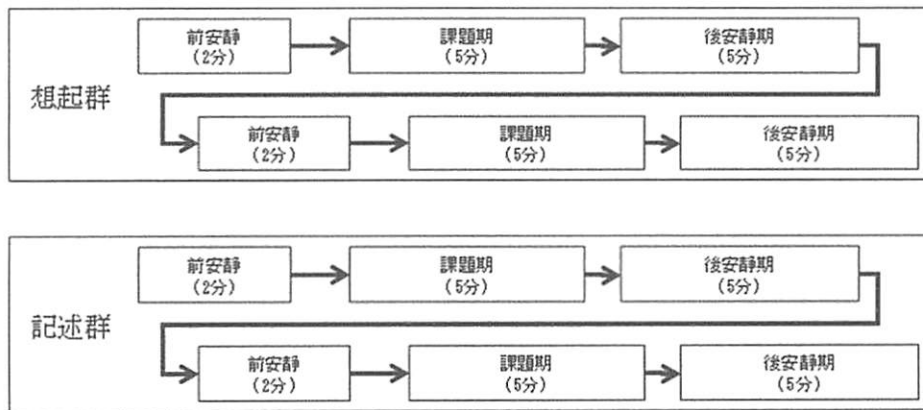 想起群
前安静
(2分)
課題期
(5分)
後安静期
(5分)
前安静
(2分)
課題期
(5分)
後安静期
(5分)
記述群
前安静
(2分)
課題期
(5分)
後安静期
(5分)
前安静
(2分)
課題期
(5分)
後安静期
(5分)